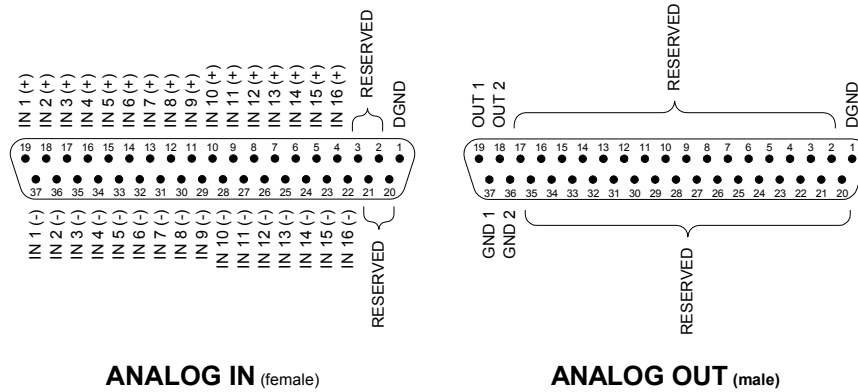 IN 1 (+)
IN 2 (+)
IN 3 (+)
IN 4 (+)
IN 5 (+)
IN 6 (+)
IN 7 (+)
IN 8 (+)
IN 9 (+)
IN 10 (+)
IN 11 (+)
IN 12 (+)
IN 13 (+)
IN 14 (+)
IN 15 (+)
IN 16 (+)
RESERVED
DGND
19 18 17 16 15 14 13 12 11 10 9 8 7 6 5 4 3 2 1
37 36 35 34 33 32 31 30 29 28 27 26 25 24 23 22 21 20
IN 1 (-)
IN 2 (-)
IN 3 (-)
IN 4 (-)
IN 5 (-)
IN 6 (-)
IN 7 (-)
IN 8 (-)
IN 9 (-)
IN 10 (-)
IN 11 (-)
IN 12 (-)
IN 13 (-)
IN 14 (-)
IN 15 (-)
IN 16 (-)
RESERVED
ANALOG IN (female)
OUT 1
OUT 2
RESERVED
DGND
19 18 17 16 15 14 13 12 11 10 9 8 7 6 5 4 3 2 1
37 36 35 34 33 32 31 30 29 28 27 26 25 24 23 22 21 20
GND 1
GND 2
RESERVED
ANALOG OUT (male)